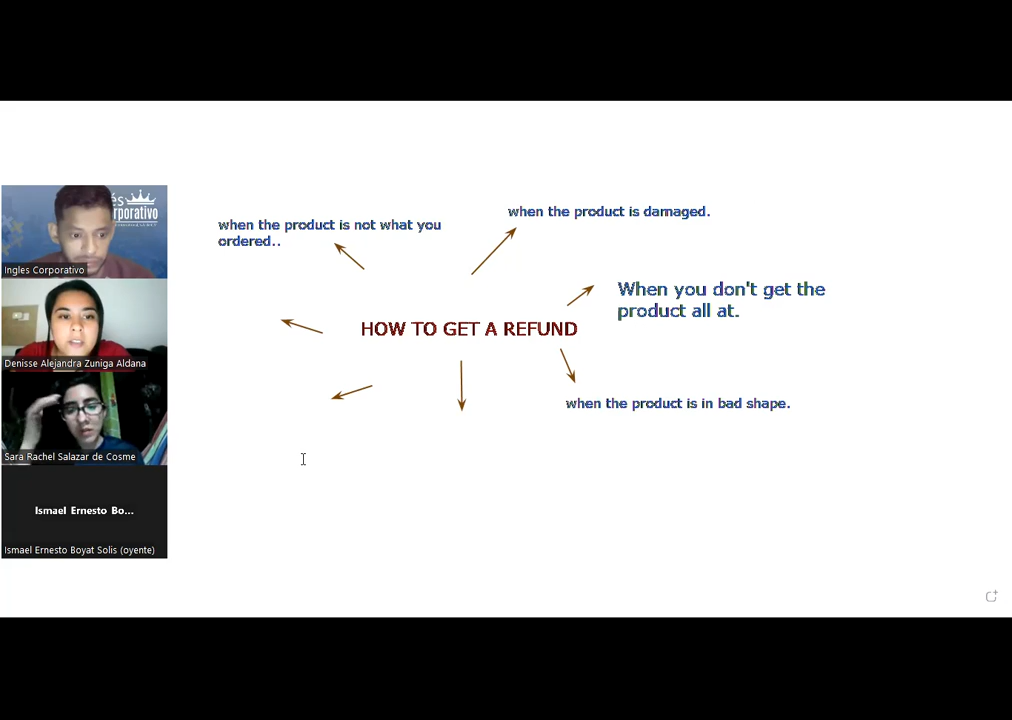 és
rporativo
Ingles Corporativo
Denisse Alejandra Zuniga Aldana
Sara Rachel Salazar de Cosme
Ismael Ernesto Bo...
Ismael Ernesto Boyat Solis (oyente)
when the product is not what you
ordered..
when the product is damaged.
When you don't get the
product all at.
HOW TO GET A REFUND
when the product is in bad shape.